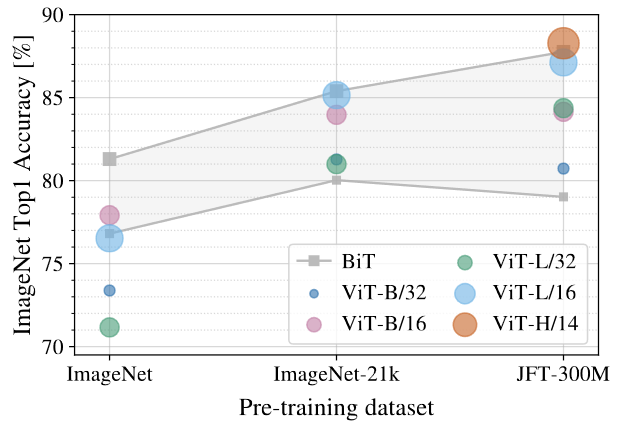 ImageNet Top1 Accuracy [%]
90
85
80
75
70
BiT
ViT-B/32
ViT-B/16
ViT-L/32
ViT-L/16
ViT-H/14
ImageNet
ImageNet-21k
JFT-300M
Pre-training dataset